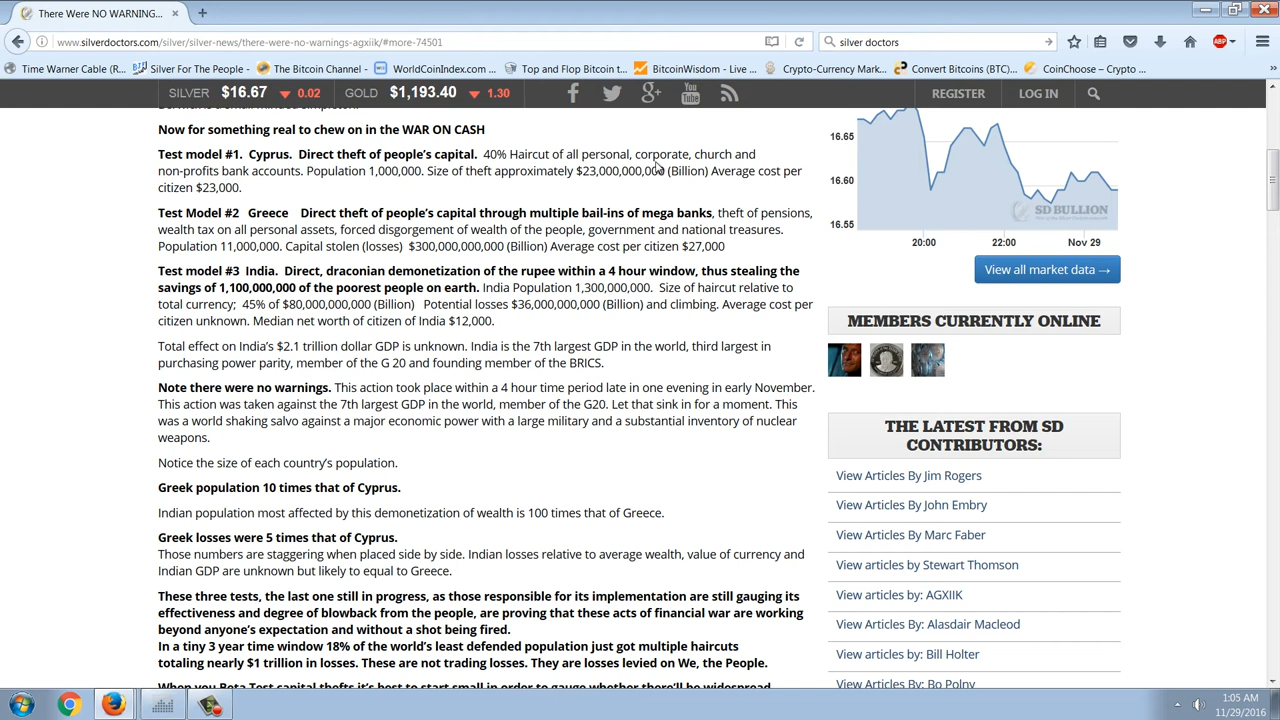 There Were NO WARNING...
www.silverdoctors.com/silver/silver-news/there-were-no-warnings-agxiik/#more-74501
silver doctors
ABP
Time Warner Cable (R...
Silver For The People - ...
The Bitcoin Channel - ...
WorldCoinIndex.com ...
Top and Flop Bitcoin t...
BitcoinWisdom - Live ...
Crypto-Currency Mark...
Convert Bitcoins (BTC)...
CoinChoose – Crypto ...
SILVER $16.67 0.02 GOLD $1,193.40 1.30
You Tube
REGISTER LOG IN
Now for something real to chew on in the WAR ON CASH
Test model #1. Cyprus. Direct theft of people's capital. 40% Haircut of all personal, corporate, church and
non-profits bank accounts. Population 1,000,000. Size of theft approximately $23,000,000,000 (Billion) Average cost per
citizen $23,000.
Test Model #2 Greece Direct theft of people's capital through multiple bail-ins of mega banks, theft of pensions,
wealth tax on all personal assets, forced disgorgement of wealth of the people, government and national treasures.
Population 11,000,000. Capital stolen (losses) $300,000,000,000 (Billion) Average cost per citizen $27,000
Test model #3 India. Direct, draconian demonetization of the rupee within a 4 hour window, thus stealing the
savings of 1,100,000,000 of the poorest people on earth. India Population 1,300,000,000. Size of haircut relative to
total currency; 45% of $80,000,000,000 (Billion) Potential losses $36,000,000,000 (Billion) and climbing. Average cost per
citizen unknown. Median net worth of citizen of India $12,000.
Total effect on India's $2.1 trillion dollar GDP is unknown. India is the 7th largest GDP in the world, third largest in
purchasing power parity, member of the G 20 and founding member of the BRICS.
Note there were no warnings. This action took place within a 4 hour time period late in one evening in early November.
This action was taken against the 7th largest GDP in the world, member of the G20. Let that sink in for a moment. This
was a world shaking salvo against a major economic power with a large military and a substantial inventory of nuclear
weapons.
Notice the size of each country's population.
Greek population 10 times that of Cyprus.
Indian population most affected by this demonetization of wealth is 100 times that of Greece.
Greek losses were 5 times that of Cyprus.
Those numbers are staggering when placed side by side. Indian losses relative to average wealth, value of currency and
Indian GDP are unknown but likely to equal to Greece.
These three tests, the last one still in progress, as those responsible for its implementation are still gauging its
effectiveness and degree of blowback from the people, are proving that these acts of financial war are working
beyond anyone's expectation and without a shot being fired.
In a tiny 3 year time window 18% of the world's least defended population just got multiple haircuts
totaling nearly $1 trillion in losses. These are not trading losses. They are losses levied on We, the People.
When you Beta Test capital thefts it's best to start small in order to gauge whether there'll be widespread
16.65
16.60
16.55
SD BULLION
20:00 22:00 Nov 29
View all market data →
MEMBERS CURRENTLY ONLINE
THE LATEST FROM SD
CONTRIBUTORS:
View Articles By Jim Rogers
View Articles By John Embry
View Articles By Marc Faber
View articles by Stewart Thomson
View articles by: AGXIIK
View Articles By: Alasdair Macleod
View articles by: Bill Holter
View Articles By: Bo Polny
1:05 AM
11/29/2016